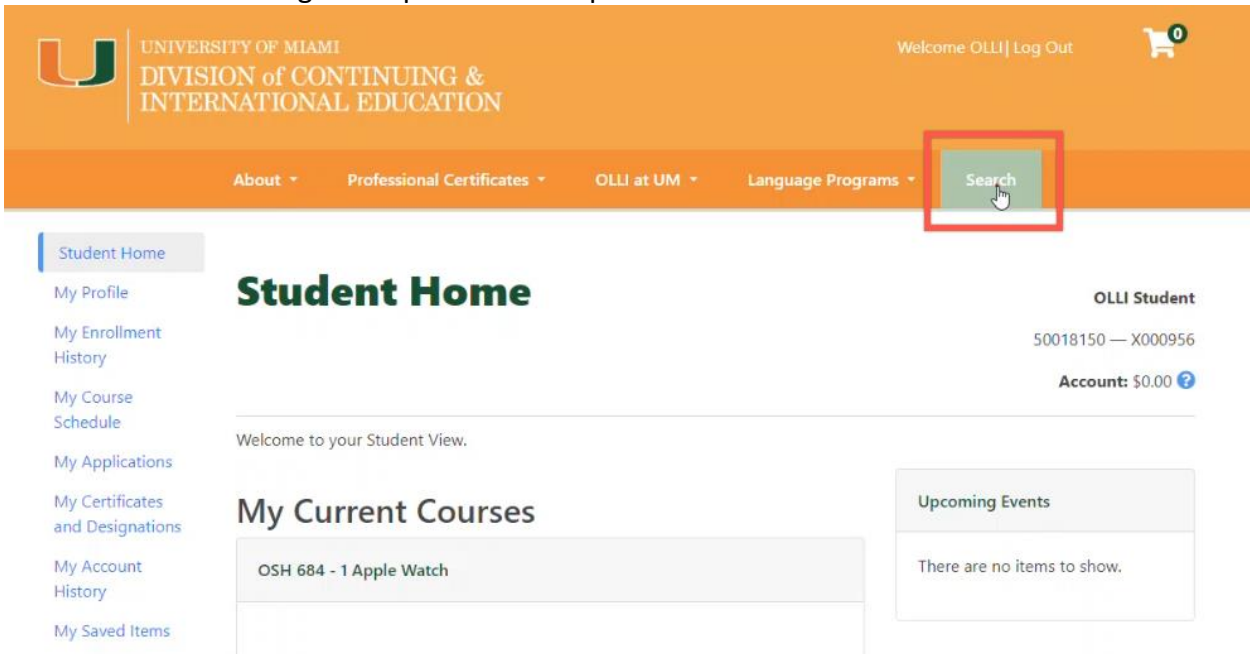 UNIVERSITY OF MIAMI
DIVISION of CONTINUING &
INTERNATIONAL EDUCATION
Welcome OLLI| Log Out
0
About
Professional Certificates
OLLI at UM
Language Programs
Search
Student Home
My Profile
My Enrollment
History
My Course
Schedule
My Applications
My Certificates
and Designations
My Account
History
My Saved Items
Student Home
OLLI Student
50018150 — X000956
Account: $0.00 ?
Welcome to your Student View.
My Current Courses
OSH 684 - 1 Apple Watch
Upcoming Events
There are no items to show.